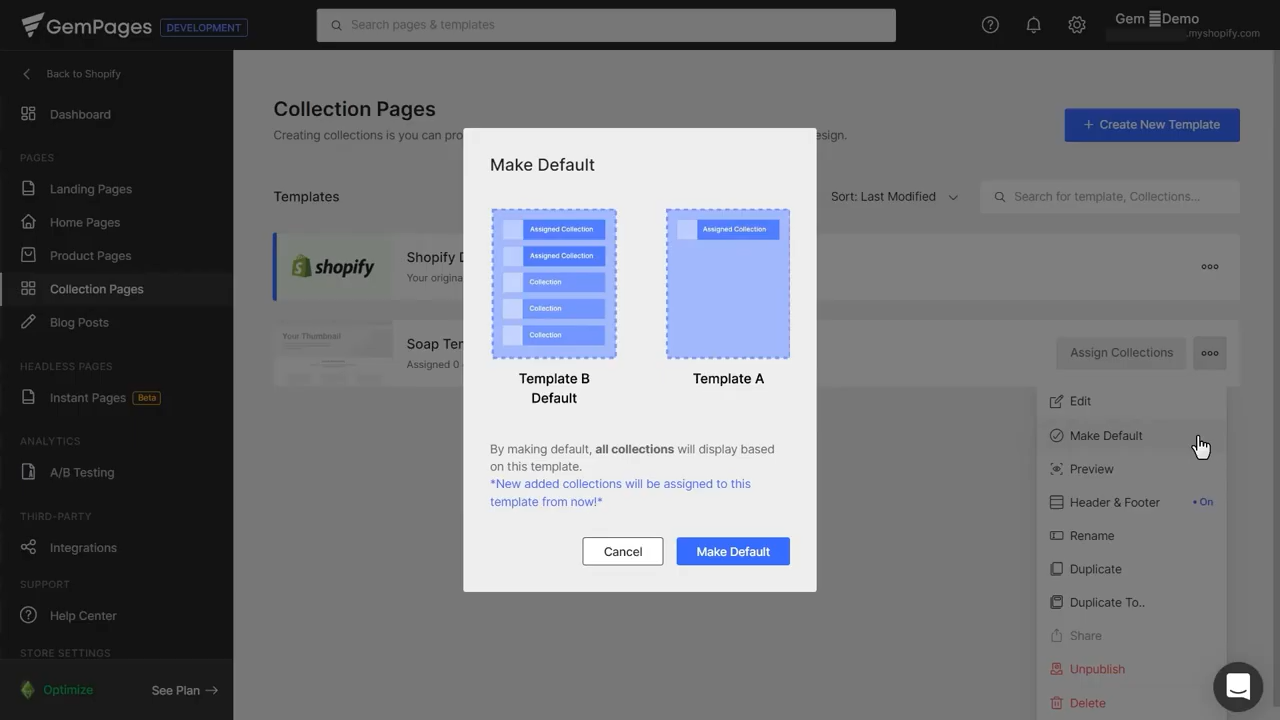 GemPages DEVELOPMENT
Search pages & templates
Gem Demo
.myshopify.com
Back to Shopify
Dashboard
PAGES
Landing Pages
Home Pages
Product Pages
Collection Pages
Blog Posts
HEADLESS PAGES
Instant Pages Beta
ANALYTICS
A/B Testing
THIRD-PARTY
Integrations
SUPPORT
Help Center
STORE SETTINGS
Optimize See Plan
Collection Pages
Creating collections is you can
+ Create New Template
Templates
Sort: Last Modified
Search for template, Collections...
shopify
Shopify
Your
Your Thumbnail
Soap
Assigned 0
Assign Collections
Make Default
Assigned Collection
Assigned Collection
Collection
Collection
Collection
Template B
Default
Assigned Collection
Template A
By making default, all collections will display based
on this template.
*New added collections will be assigned to this
template from now!*
Cancel
Make Default
Edit
Make Default
Preview
Header & Footer • On
Rename
Duplicate
Duplicate To..
Share
Unpublish
Delete